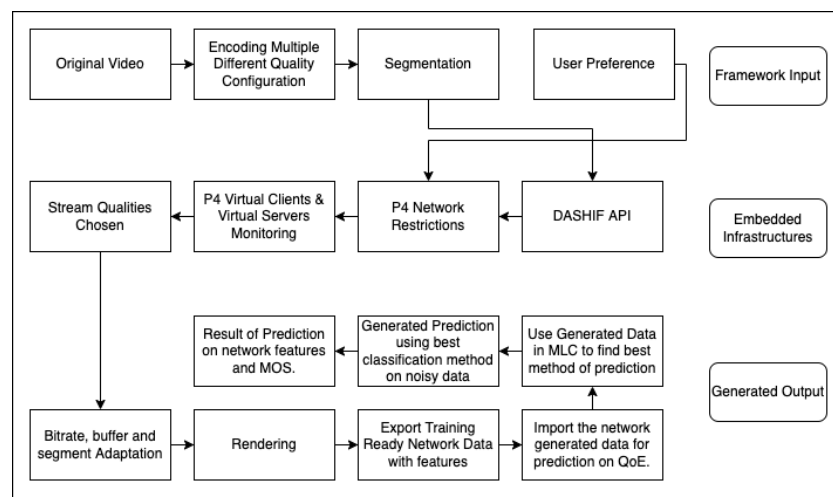 Original Video
Encoding Multiple
Different Quality
Configuration
Segmentation
User Preference
Framework Input
Stream Qualities
Chosen
P4 Virtual Clients &
Virtual Servers
Monitoring
P4 Network
Restrictions
DASHIF API
Embedded
Infrastructures
Result of Prediction
on network features
and MOS.
Generated Prediction
using best
classification method
on noisy data
Use Generated Data
in MLC to find best
method of prediction
Generated Output
Bitrate, buffer and
segment Adaptation
Rendering
Export Training
Ready Network Data
with features
Import the network
generated data for
prediction on QoE.